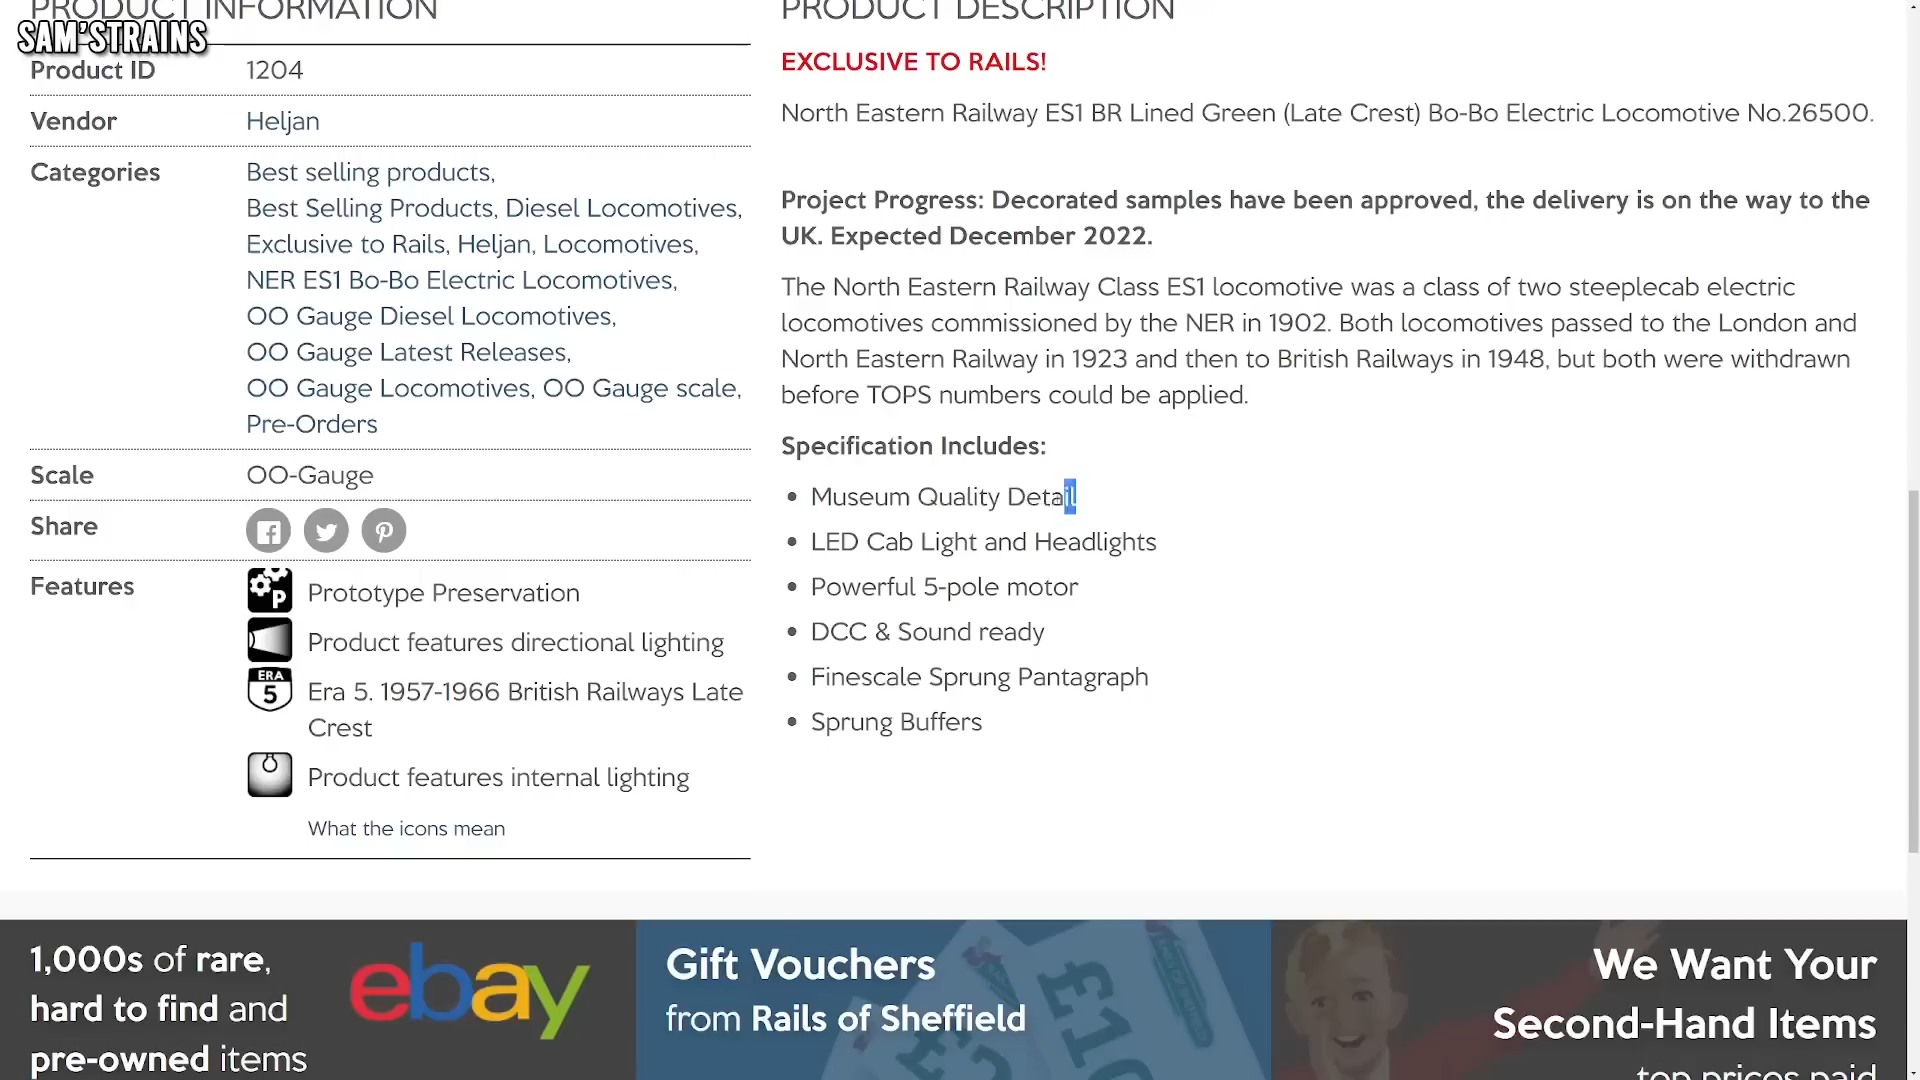 PRODUCT INFORMATION
SAM'STRAINS
Product ID 1204
Vendor Heljan
Categories Best selling products,
Best Selling Products, Diesel Locomotives,
Exclusive to Rails, Heljan, Locomotives,
NER ES1 Bo-Bo Electric Locomotives,
OO Gauge Diesel Locomotives,
OO Gauge Latest Releases,
OO Gauge Locomotives, OO Gauge scale,
Pre-Orders
Scale OO-Gauge
Share
Features
P Prototype Preservation
Product features directional lighting
ERA
5
Era 5. 1957-1966 British Railways Late
Crest
Product features internal lighting
What the icons mean
PRODUCT DESCRIPTION
EXCLUSIVE TO RAILS!
North Eastern Railway ES1 BR Lined Green (Late Crest) Bo-Bo Electric Locomotive No.26500.
Project Progress: Decorated samples have been approved, the delivery is on the way to the
UK. Expected December 2022.
The North Eastern Railway Class ES1 locomotive was a class of two steeplecab electric
locomotives commissioned by the NER in 1902. Both locomotives passed to the London and
North Eastern Railway in 1923 and then to British Railways in 1948, but both were withdrawn
before TOPS numbers could be applied.
Specification Includes:
• Museum Quality Detail
• LED Cab Light and Headlights
• Powerful 5-pole motor
• DCC & Sound ready
• Finescale Sprung Pantagraph
• Sprung Buffers
1,000s of rare,
hard to find and
pre-owned items
ebay
Gift Vouchers
from Rails of Sheffield
£10
We Want Your
Second-Hand Items
top prices paid